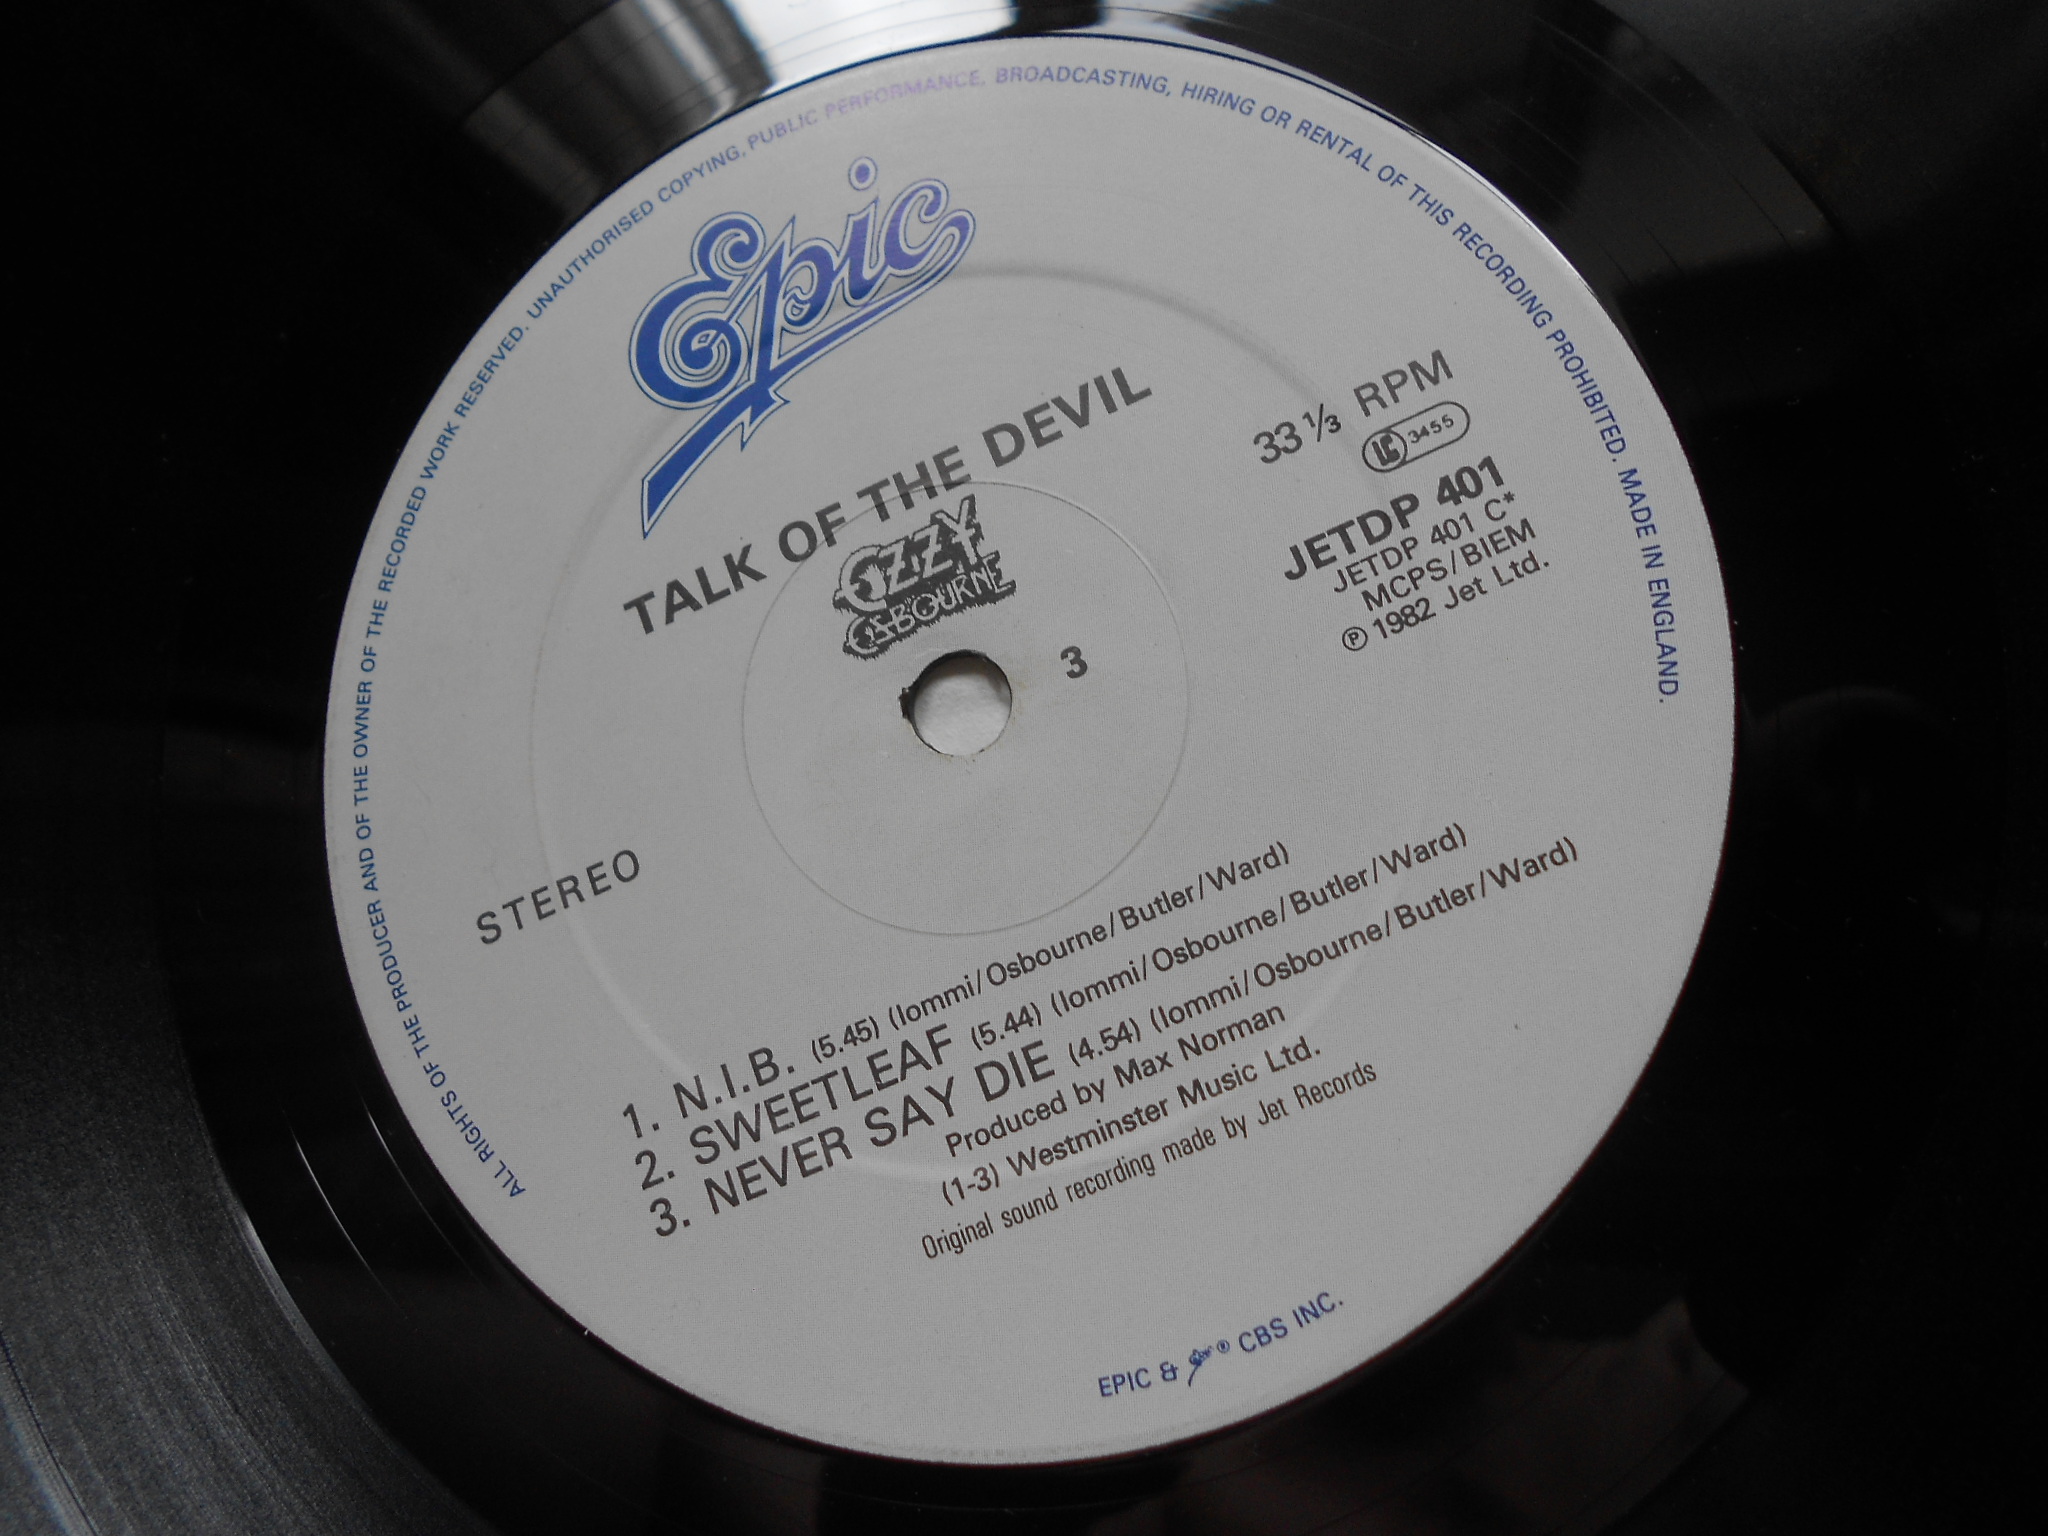 ALL RIGHTS OF THE PRODUCER AND OF THE OWNER OF THE RECORDED WORK RESERVED. UNAUTHORISED COPYING, PUBLIC PERFORMANCE, BROADCASTING, HIRING OR RENTAL OF THIS RECORDING PROHIBITED. MADE IN ENGLAND.
Epic
TALK OF THE DEVIL
OZZY
OSBOURNE
33 1/3 RPM
LC 3455
JETDP 401
JETDP 401 C*
MCPS/BIEM
℗ 1982 Jet Ltd.
3
STEREO
1. N.I.B. (5.45) (Iommi/Osbourne/Butler/Ward)
2. SWEETLEAF (5.44) (Iommi/Osbourne/Butler/Ward)
3. NEVER SAY DIE (4.54) (Iommi/Osbourne/Butler/Ward)
Produced by Max Norman
(1-3) Westminster Music Ltd.
Original sound recording made by Jet Records
EPIC & Epic ® CBS INC.